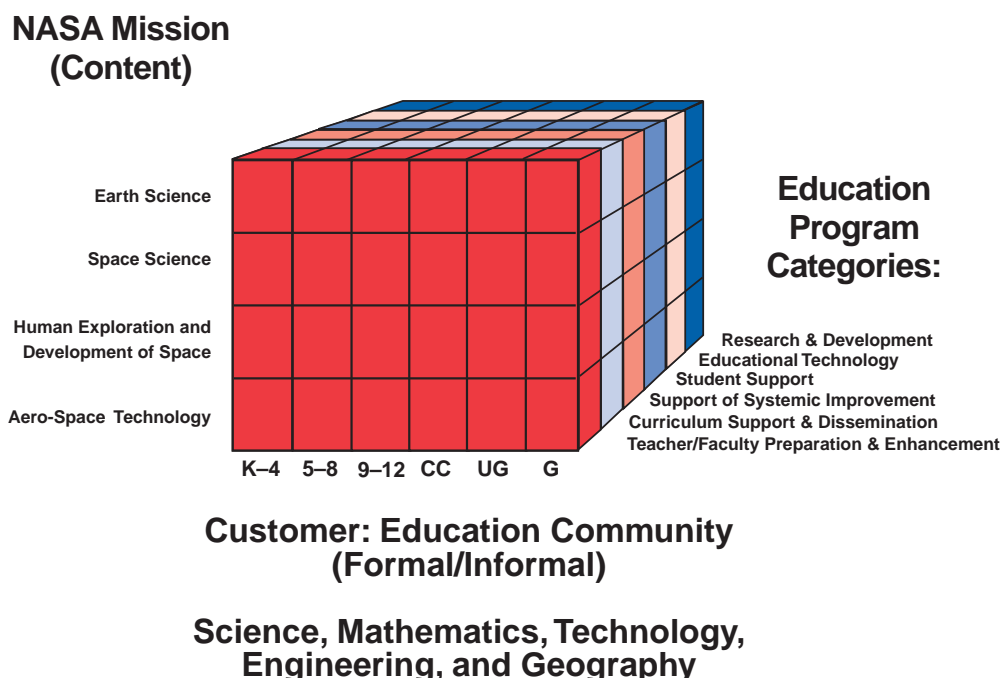 NASA Mission
(Content)
Earth Science
Space Science
Human Exploration and
Development of Space
Aero-Space Technology
Education
Program
Categories:
Research & Development
Educational Technology
Student Support
Support of Systemic Improvement
Curriculum Support & Dissemination
Teacher/Faculty Preparation & Enhancement
K–4 5–8 9–12 CC UG G
Customer: Education Community
(Formal/Informal)
Science, Mathematics, Technology,
Engineering, and Geography